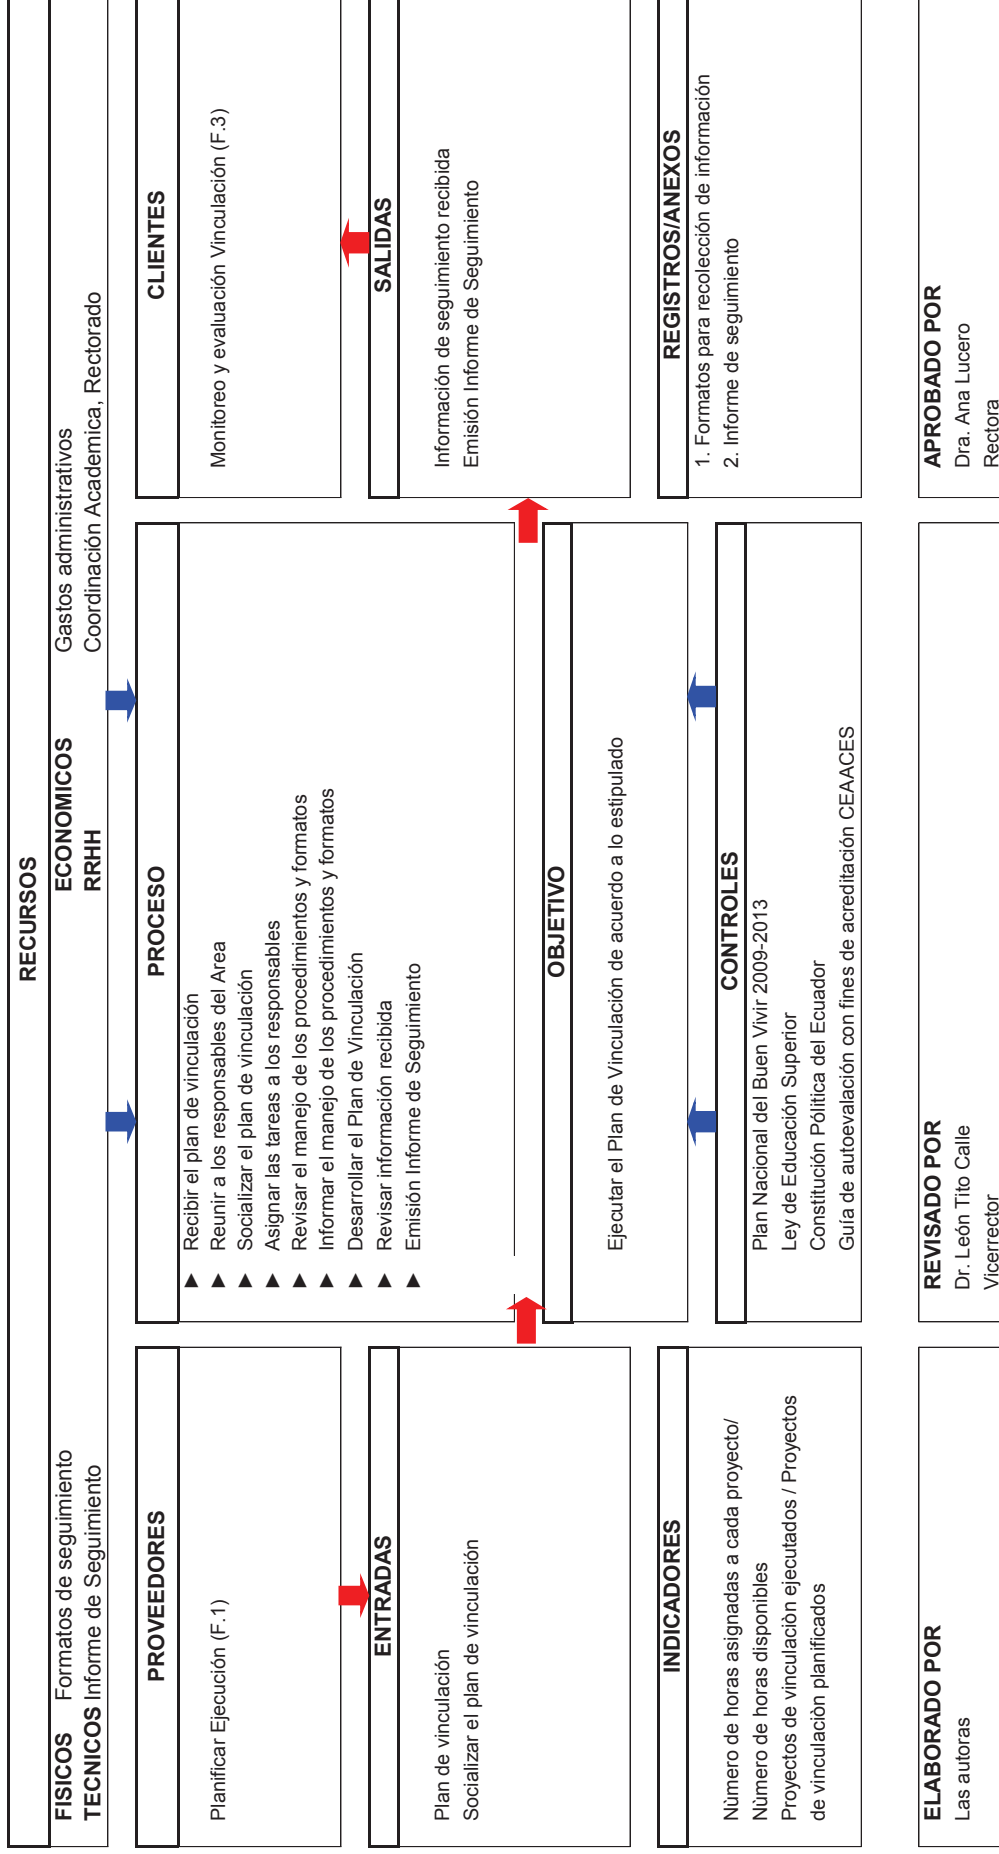 RECURSOS
FISICOS Formatos de seguimiento
TECNICOS Informe de Seguimiento
ECONOMICOS Gastos administrativos
RRHH Coordinación Academica, Rectorado
PROVEEDORES
Planificar Ejecución (F.1)
ENTRADAS
Plan de vinculación
Socializar el plan de vinculación
INDICADORES
Nùmero de horas asignadas a cada proyecto/
Nùmero de horas disponibles
Proyectos de vinculaciòn ejecutados / Proyectos
de vinculaciòn planificados
PROCESO
▶ Recibir el plan de vinculación
▶ Reunir a los responsables del Area
▶ Socializar el plan de vinculación
▶ Asignar las tareas a los responsables
▶ Revisar el manejo de los procedimientos y formatos
▶ Informar el manejo de los procedimientos y formatos
▶ Desarrollar el Plan de Vinculación
▶ Revisar información recibida
▶ Emisión Informe de Seguimiento
OBJETIVO
Ejecutar el Plan de Vinculación de acuerdo a lo estipulado
CONTROLES
Plan Nacional del Buen Vivir 2009-2013
Ley de Educación Superior
Constitución Pólitica del Ecuador
Guía de autoevalación con fines de acreditación CEAACES
CLIENTES
Monitoreo y evaluación Vinculación (F.3)
SALIDAS
Información de seguimiento recibida
Emisión Informe de Seguimiento
REGISTROS/ANEXOS
1. Formatos para recolección de información
2. Informe de seguimiento
ELABORADO POR
Las autoras
REVISADO POR
Dr. León Tito Calle
Vicerrector
APROBADO POR
Dra. Ana Lucero
Rectora